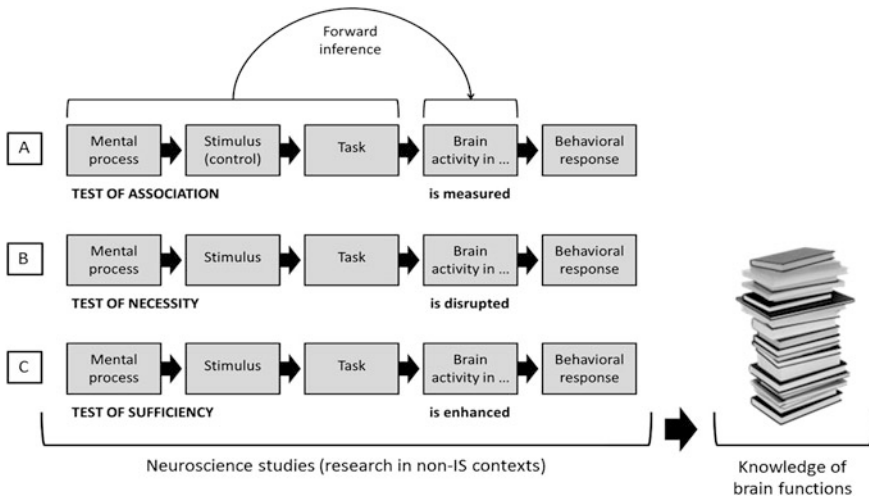 Forward
inference
A
Mental
process
Stimulus
(control)
Task
Brain
activity in ...
Behavioral
response
TEST OF ASSOCIATION
is measured
B
Mental
process
Stimulus
Task
Brain
activity in ...
Behavioral
response
TEST OF NECESSITY
is disrupted
C
Mental
process
Stimulus
Task
Brain
activity in ...
Behavioral
response
TEST OF SUFFICIENCY
is enhanced
Neuroscience studies (research in non-IS contexts)
Knowledge of
brain functions